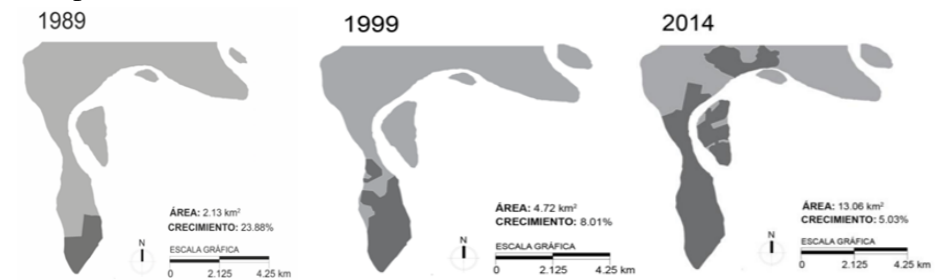 1989
ÁREA: 2.13 km²
CRECIMIENTO: 23.88%
N
ESCALA GRÁFICA
0 2.125 4.25 km
1999
ÁREA: 4.72 km²
CRECIMIENTO: 8.01%
N
ESCALA GRÁFICA
0 2.125 4.25 km
2014
ÁREA: 13.06 km²
CRECIMIENTO: 5.03%
N
ESCALA GRÁFICA
0 2.125 4.25 km